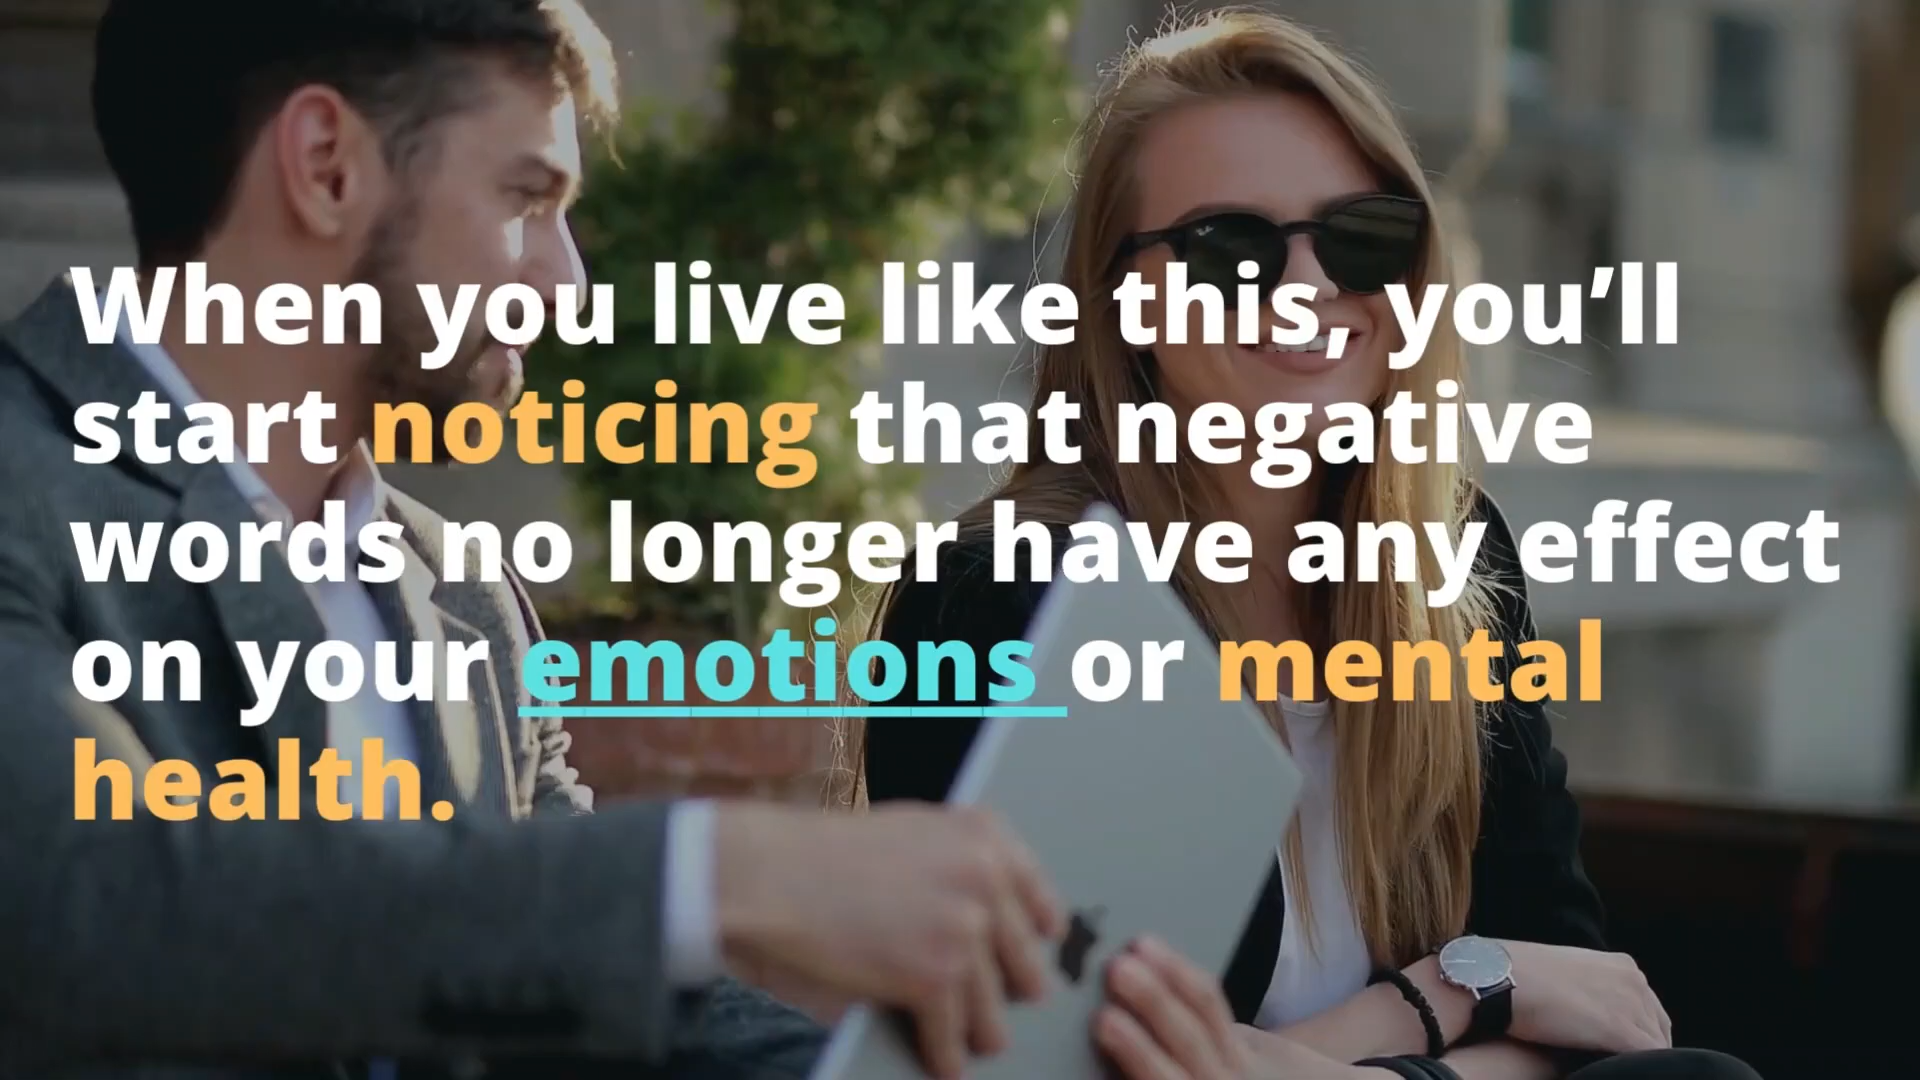 When you live like this, you’ll
start noticing that negative
words no longer have any effect
on your emotions or mental
health.